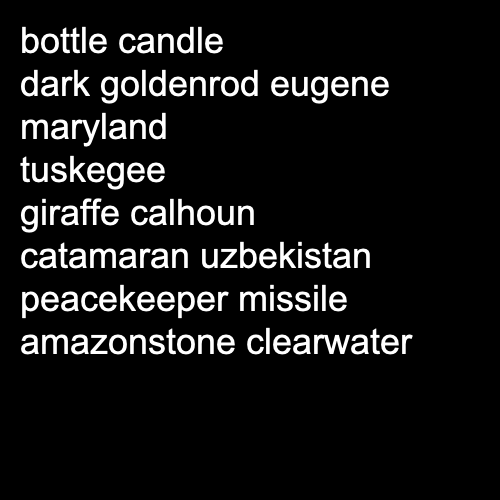 bottle candle
dark goldenrod eugene
maryland
tuskegee
giraffe calhoun
catamaran uzbekistan
peacekeeper missile
amazonstone clearwater